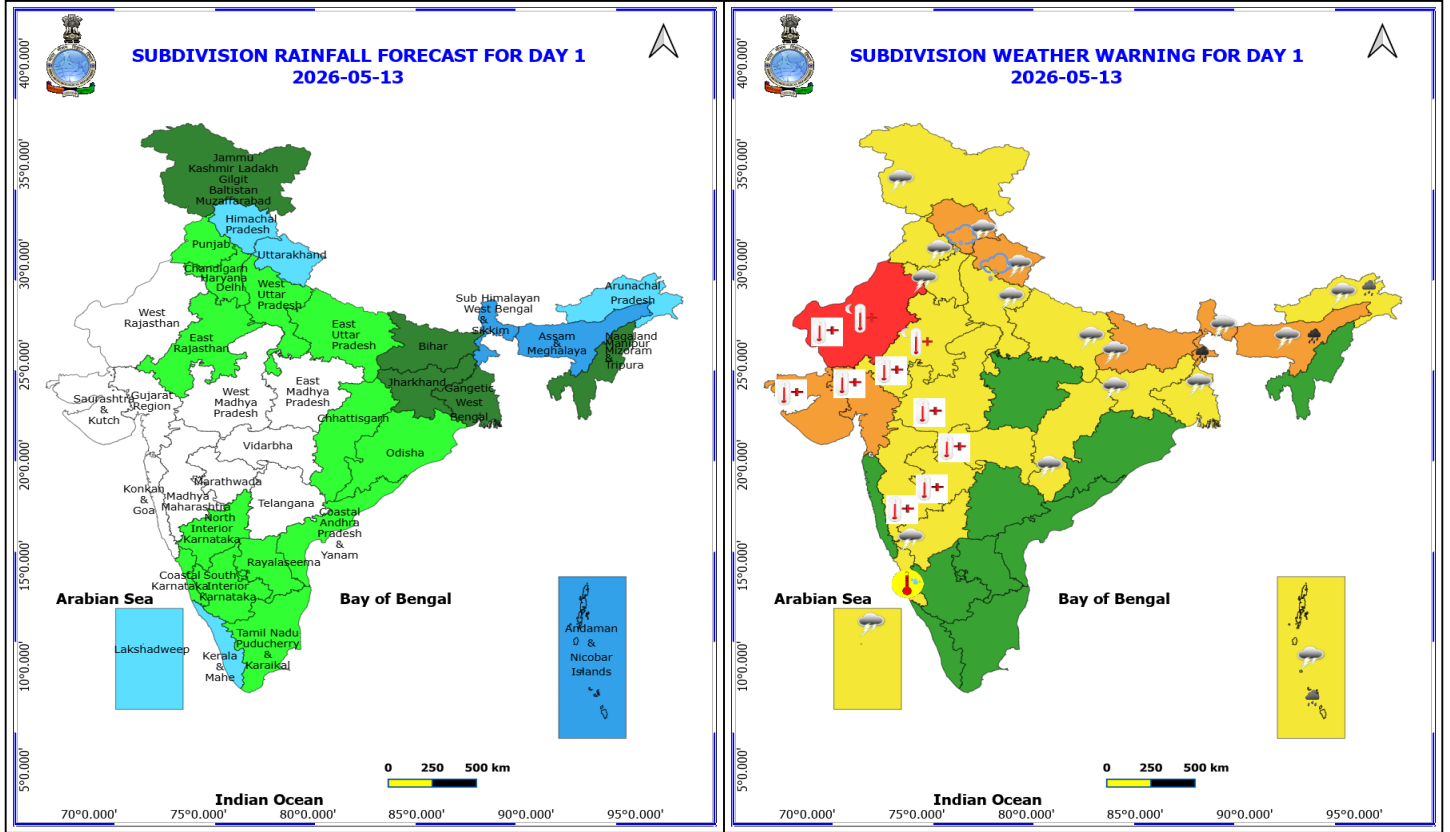 SUBDIVISION RAINFALL FORECAST FOR DAY 1
2026-05-13
40°0.000'
35°0.000'
30°0.000'
25°0.000'
20°0.000'
15°0.000'
10°0.000'
5°0.000'
Jammu
Kashmir Ladakh
Gilgit
Baltistan
Muzaffarabad
Himachal
Pradesh
Punjab
Uttarakhand
Chandigarh
Haryana
Delhi
West
Uttar
Pradesh
West
Rajasthan
East
Rajasthan
East
Uttar
Pradesh
Bihar
Sub Himalayan
West Bengal
&
Sikkim
Arunachal
Pradesh
Assam
&
Meghalaya
Nagaland
Manipur
Mizoram
&
Tripura
Jharkhand
Gangetic
West
Bengal
Saurashtra
&
Kutch
Gujarat
Region
West
Madhya
Pradesh
East
Madhya
Pradesh
Chhattisgarh
Odisha
Vidarbha
Konkan
&
Goa
Madhya
Maharashtra
Marathwada
Telangana
North
Interior
Karnataka
Coastal
Andhra
Pradesh
&
Yanam
Rayalaseema
Coastal
Karnataka
South
Interior
Karnataka
Tamil Nadu
Puducherry
&
Karaikal
Kerala
&
Mahe
Lakshadweep
Andaman
&
Nicobar
Islands
Arabian Sea
Bay of Bengal
0 250 500 km
Indian Ocean
70°0.000' 75°0.000' 80°0.000' 85°0.000' 90°0.000' 95°0.000'
SUBDIVISION WEATHER WARNING FOR DAY 1
2026-05-13
40°0.000'
35°0.000'
30°0.000'
25°0.000'
20°0.000'
15°0.000'
10°0.000'
5°0.000'
Arabian Sea
Bay of Bengal
0 250 500 km
Indian Ocean
70°0.000' 75°0.000' 80°0.000' 85°0.000' 90°0.000' 95°0.000'